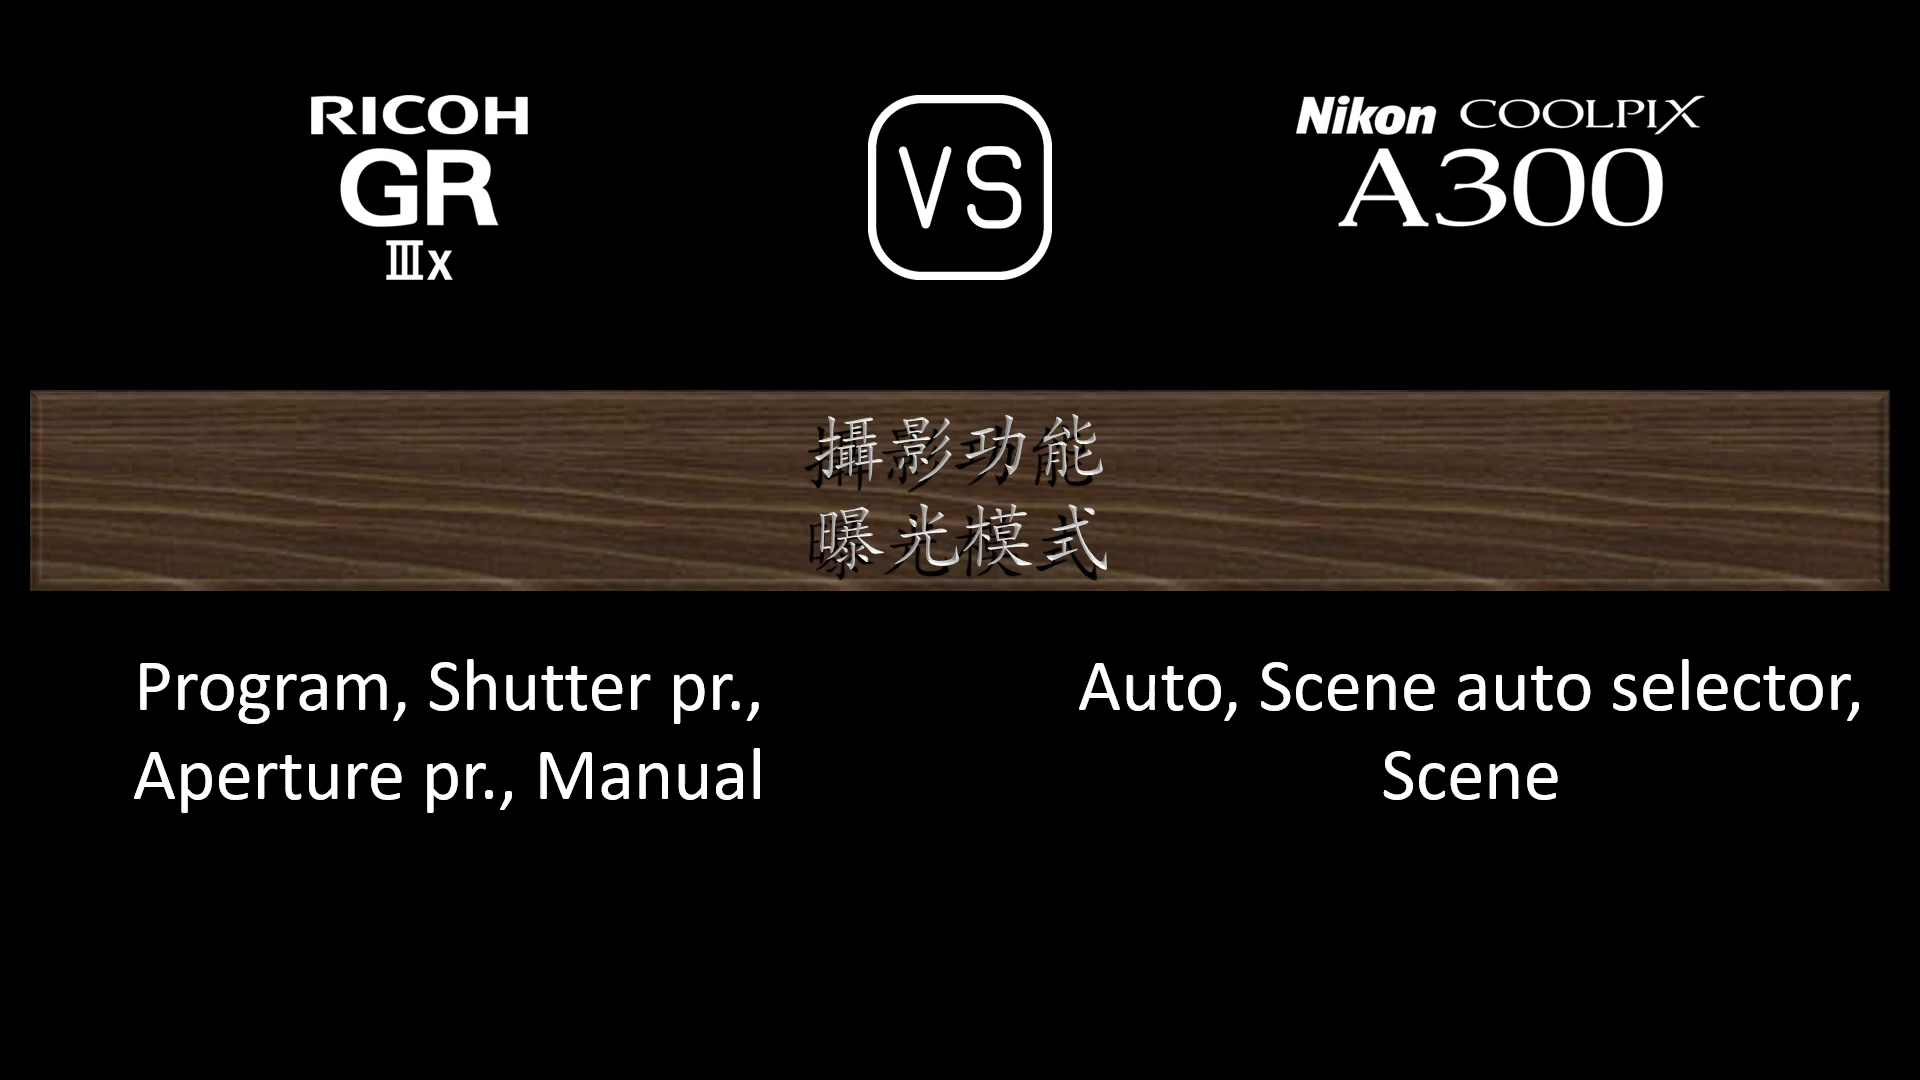 RICOH
GR
IIIx
VS
Nikon COOLPIX
A300
攝影功能
曝光模式
Program, Shutter pr.,
Aperture pr., Manual
Auto, Scene auto selector,
Scene